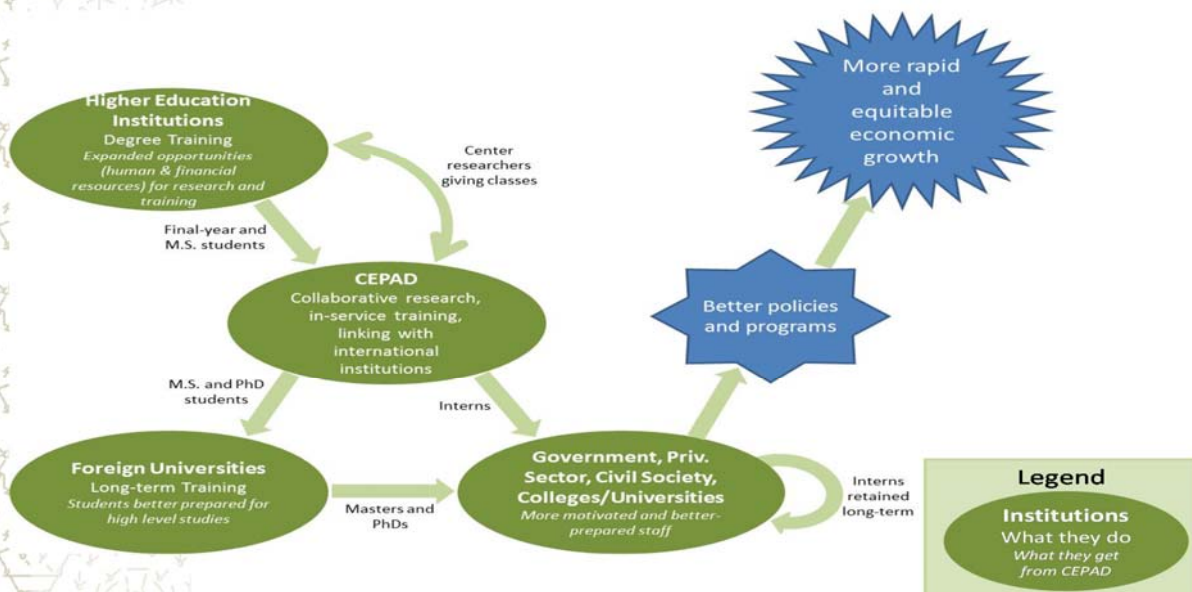 Higher Education
Institutions
Degree Training
Expanded opportunities
(human & financial
resources) for research and
training
Center
researchers
giving classes
Final-year and
M.S. students
CEPAD
Collaborative research,
in-service training,
linking with
international
institutions
M.S. and PhD
students
Interns
Foreign Universities
Long-term Training
Students better prepared for
high level studies
Masters and
PhDs
Government, Priv.
Sector, Civil Society,
Colleges/Universities
More motivated and better-
prepared staff
Interns
retained
long-term
Better policies
and programs
More rapid
and
equitable
economic
growth
Legend
Institutions
What they do
What they get
from CEPAD